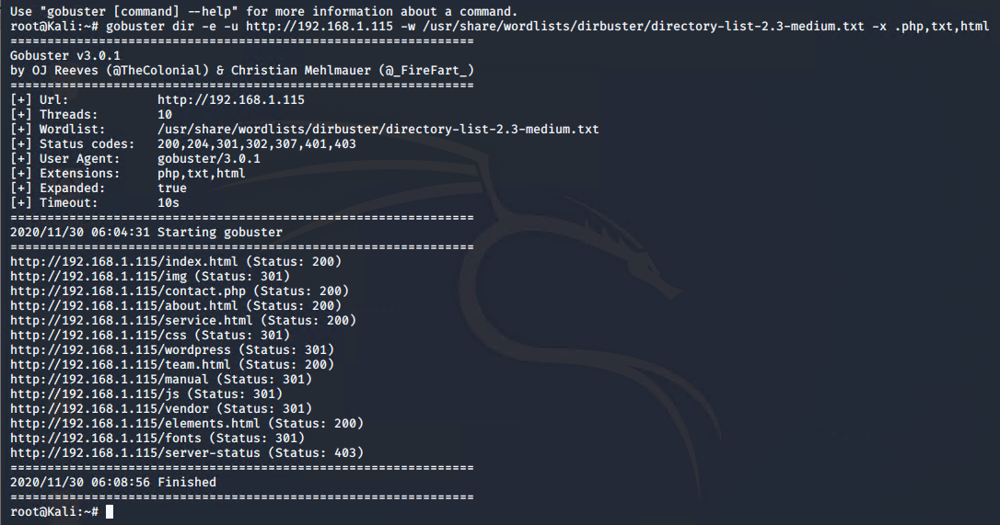 Use "gobuster [command] --help" for more information about a command.
root@Kali:~# gobuster dir -e -u http://192.168.1.115 -w /usr/share/wordlists/dirbuster/directory-list-2.3-medium.txt -x .php,txt,html
===============================================================
Gobuster v3.0.1
by OJ Reeves (@TheColonial) & Christian Mehlmauer (@_FireFart_)
===============================================================
[+] Url:            http://192.168.1.115
[+] Threads:        10
[+] Wordlist:       /usr/share/wordlists/dirbuster/directory-list-2.3-medium.txt
[+] Status codes:   200,204,301,302,307,401,403
[+] User Agent:     gobuster/3.0.1
[+] Extensions:     php,txt,html
[+] Expanded:       true
[+] Timeout:        10s
===============================================================
2020/11/30 06:04:31 Starting gobuster
===============================================================
http://192.168.1.115/index.html (Status: 200)
http://192.168.1.115/img (Status: 301)
http://192.168.1.115/contact.php (Status: 200)
http://192.168.1.115/about.html (Status: 200)
http://192.168.1.115/service.html (Status: 200)
http://192.168.1.115/css (Status: 301)
http://192.168.1.115/wordpress (Status: 301)
http://192.168.1.115/team.html (Status: 200)
http://192.168.1.115/manual (Status: 301)
http://192.168.1.115/js (Status: 301)
http://192.168.1.115/vendor (Status: 301)
http://192.168.1.115/elements.html (Status: 200)
http://192.168.1.115/fonts (Status: 301)
http://192.168.1.115/server-status (Status: 403)
===============================================================
2020/11/30 06:08:56 Finished
===============================================================
root@Kali:~#